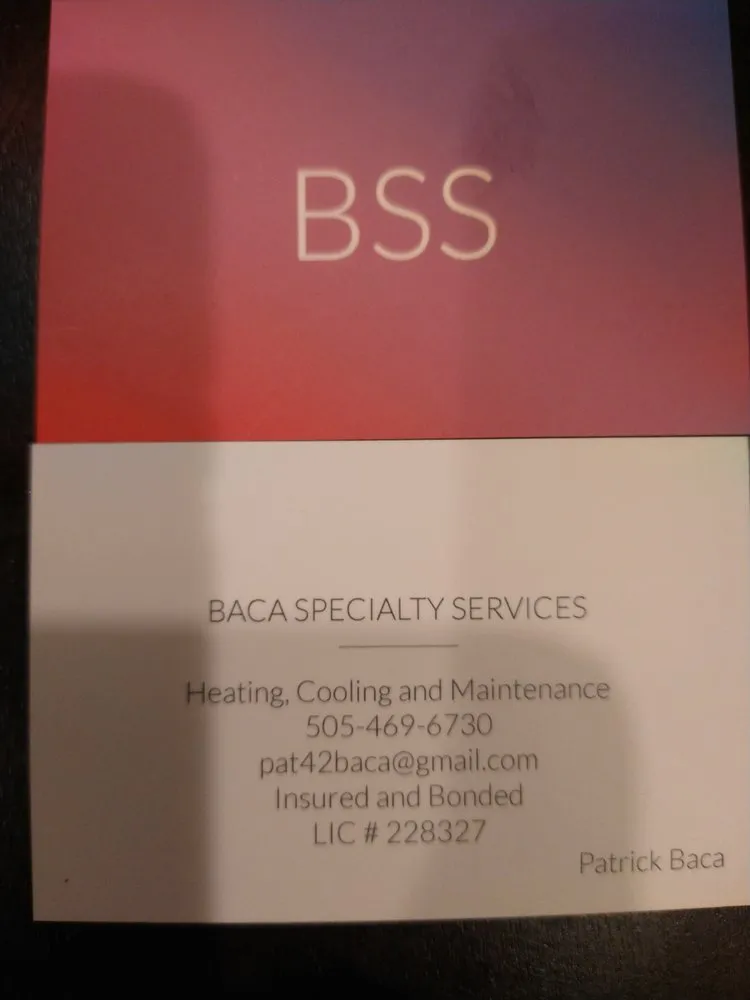 BSS
BACA SPECIALTY SERVICES
Heating, Cooling and Maintenance
505-469-6730
pat42baca@gmail.com
Insured and Bonded
LIC # 228327
Patrick Baca